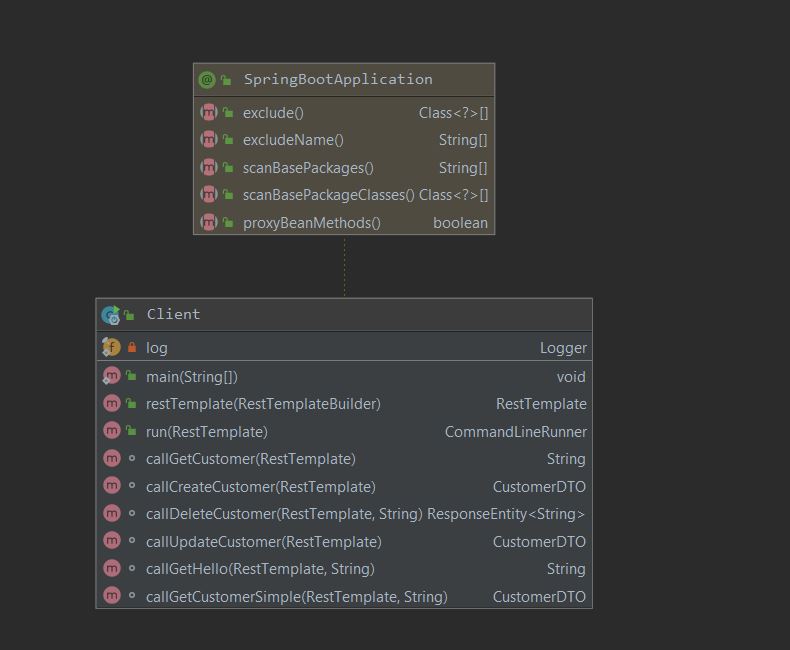 SpringBootApplication
exclude() Class<?>[]
excludeName() String[]
scanBasePackages() String[]
scanBasePackageClasses() Class<?>[]
proxyBeanMethods() boolean
Client
log Logger
main(String[]) void
restTemplate(RestTemplateBuilder) RestTemplate
run(RestTemplate) CommandLineRunner
callGetCustomer(RestTemplate) String
callCreateCustomer(RestTemplate) CustomerDTO
callDeleteCustomer(RestTemplate, String) ResponseEntity<String>
callUpdateCustomer(RestTemplate) CustomerDTO
callGetHello(RestTemplate, String) String
callGetCustomerSimple(RestTemplate, String) CustomerDTO